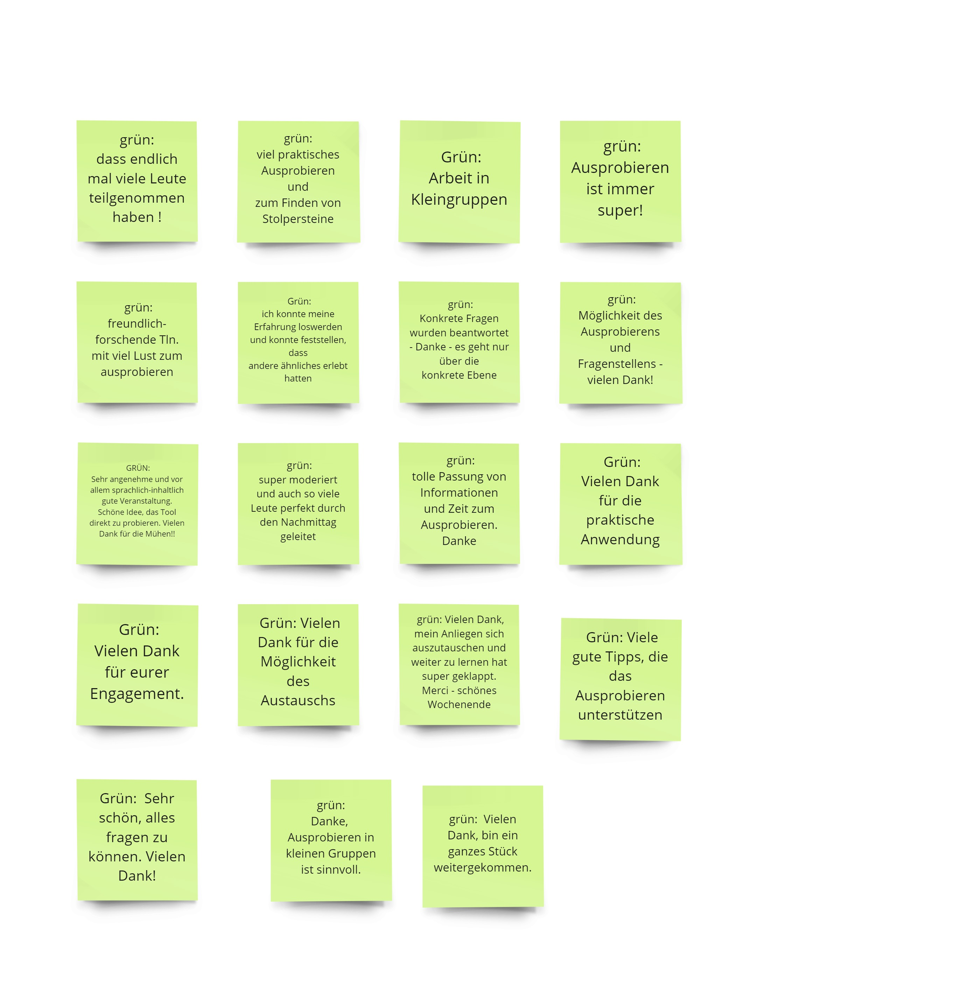 grün:
dass endlich
mal viele Leute
teilgenommen
haben !
grün:
viel praktisches
Ausprobieren
und
zum Finden von
Stolpersteine
Grün:
Arbeit in
Kleingruppen
grün:
Ausprobieren
ist immer
super!
grün:
freundlich-
forschende Tln.
mit viel Lust zum
ausprobieren
Grün:
ich konnte meine
Erfahrung loswerden
und konnte feststellen,
dass
andere ähnliches erlebt
hatten
grün:
Konkrete Fragen
wurden beantwortet
- Danke - es geht nur
über die
konkrete Ebene
grün:
Möglichkeit des
Ausprobierens
und
Fragenstellens -
vielen Dank!
GRÜN:
Sehr angenehme und vor
allem sprachlich-inhaltlich
gute Veranstaltung.
Schöne Idee, das Tool
direkt zu probieren. Vielen
Dank für die Mühen!!
grün:
super moderiert
und auch so viele
Leute perfekt durch
den Nachmittag
geleitet
grün:
tolle Passung von
Informationen
und Zeit zum
Ausprobieren.
Danke
Grün:
Vielen Dank
für die
praktische
Anwendung
Grün:
Vielen Dank
für eurer
Engagement.
Grün: Vielen
Dank für die
Möglichkeit
des
Austauschs
grün: Vielen Dank,
mein Anliegen sich
auszutauschen und
weiter zu lernen hat
super geklappt.
Merci - schönes
Wochenende
Grün: Viele
gute Tipps, die
das
Ausprobieren
unterstützen
Grün:  Sehr
schön, alles
fragen zu
können. Vielen
Dank!
grün:
Danke,
Ausprobieren in
kleinen Gruppen
ist sinnvoll.
grün:  Vielen
Dank, bin ein
ganzes Stück
weitergekommen.